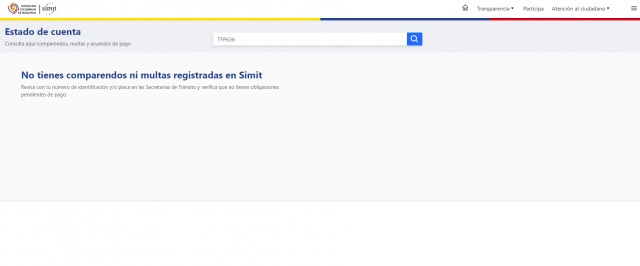 FEDERACIÓN
COLOMBIANA
DE MUNICIPIOS
simit
Transparencia
Participa
Atención al ciudadano
Estado de cuenta
Consulta aquí comparendos, multas y acuerdos de pago
TFP636
No tienes comparendos ni multas registradas en Simit
Revisa con tu número de identificación y/o placa en las Secretarías de Tránsito y verifica que no tienes obligaciones
pendientes de pago.